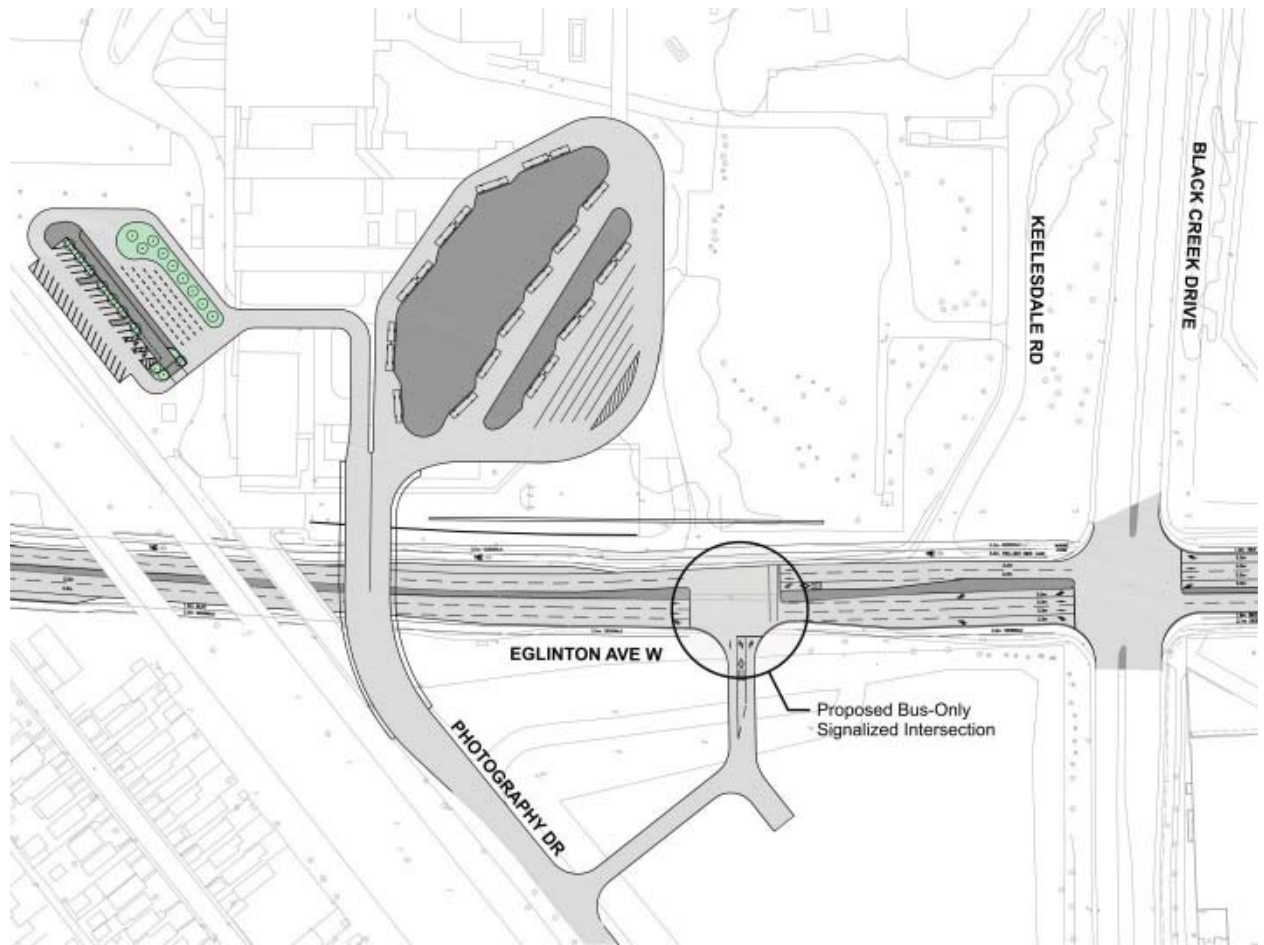 BLACK CREEK DRIVE
KEELESDALE RD
EGLINTON AVE W
Proposed Bus-Only
Signalized Intersection
PHOTOGRAPHY DR